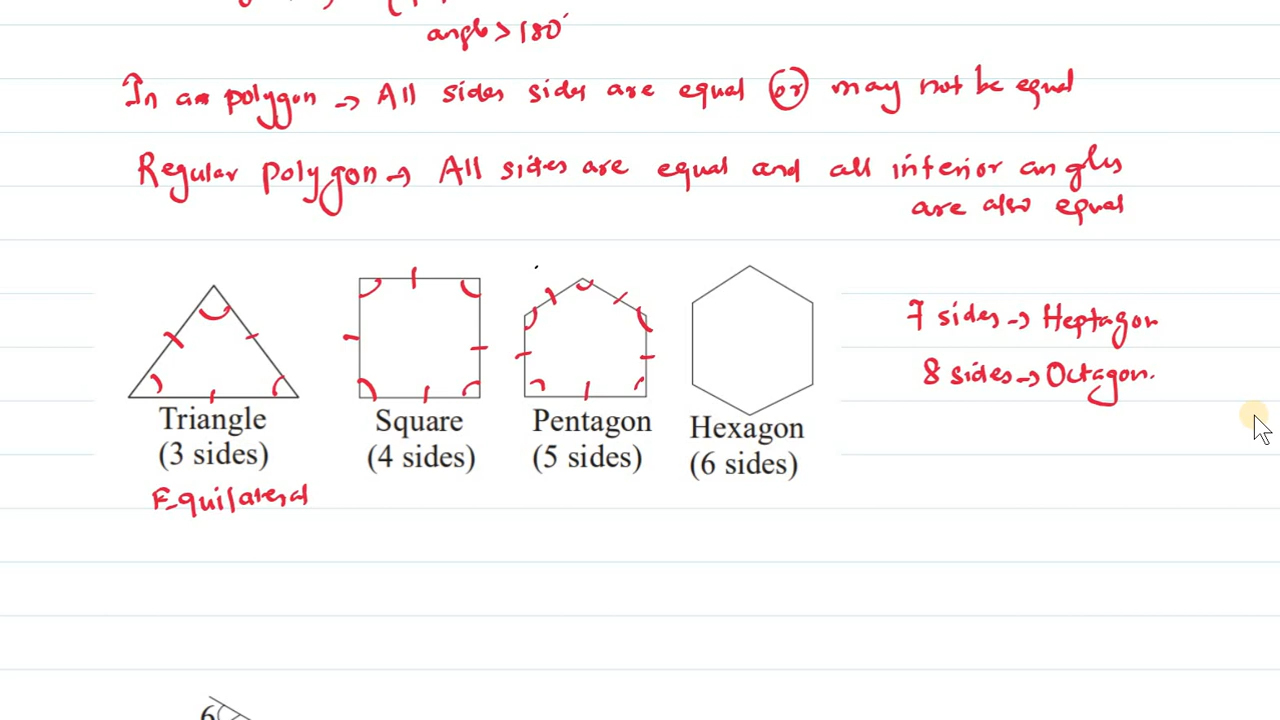 angle > 180°
In a polygon → All sides sides are equal or may not be equal
Regular polygon → All sides are equal and all interior angles
are also equal
7 sides → Heptagon
8 sides → Octagon.
Triangle Square Pentagon Hexagon
(3 sides) (4 sides) (5 sides) (6 sides)
Equilateral
6